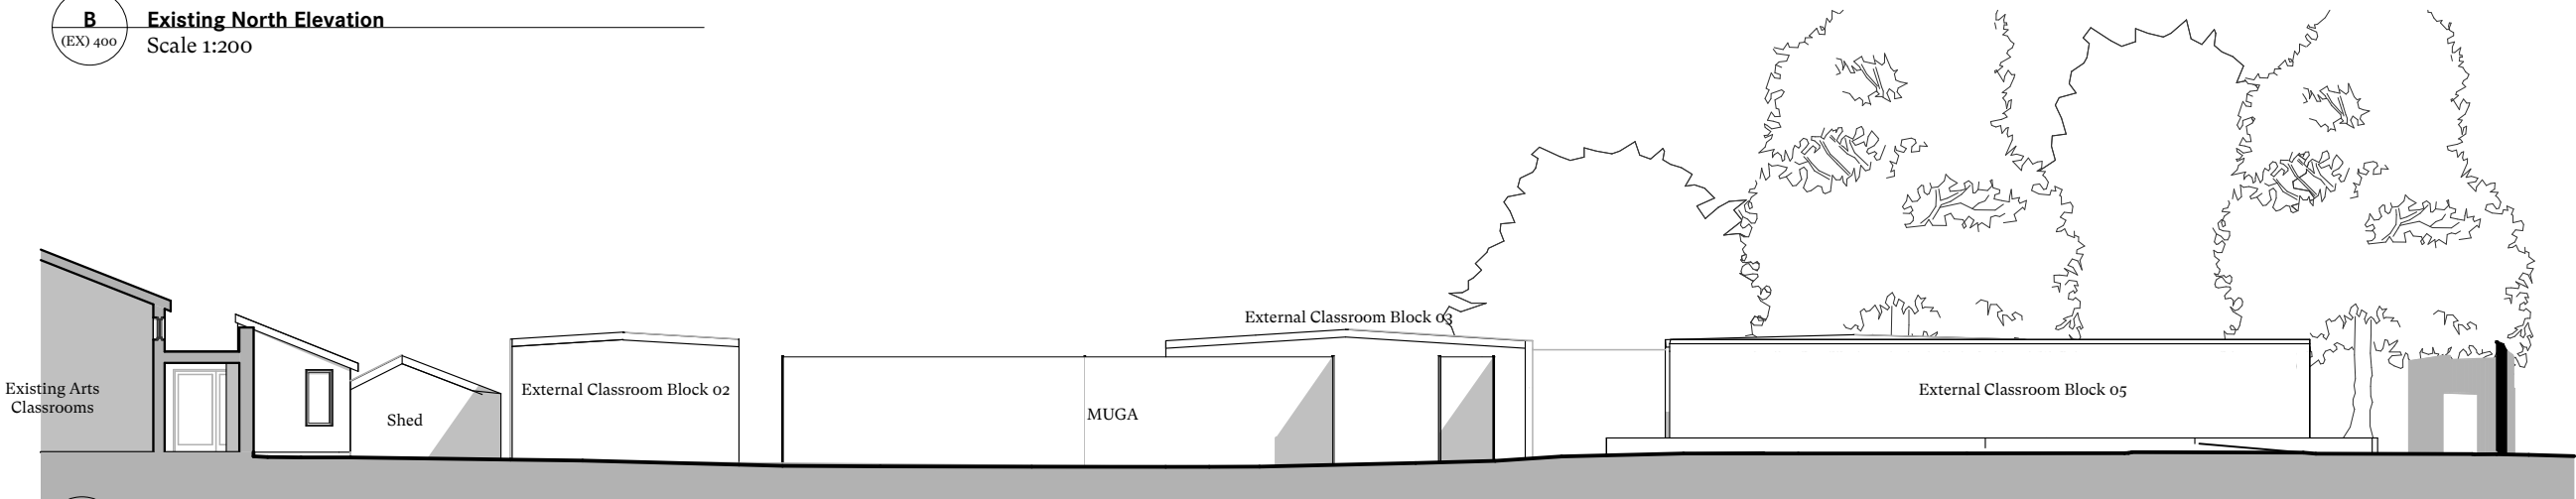 B
(EX) 400
Existing North Elevation
Scale 1:200
External Classroom Block 03
Existing Arts
Classrooms
Shed
External Classroom Block 02
MUGA
External Classroom Block 05